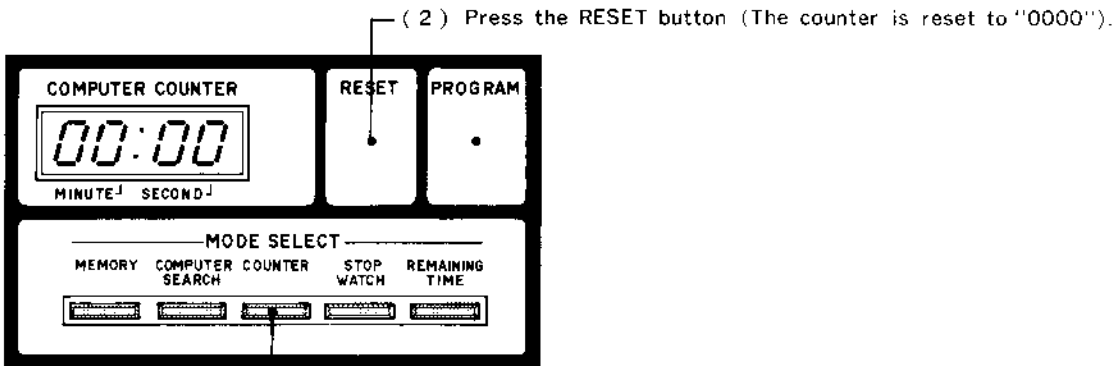 ( 2 ) Press the RESET button (The counter is reset to "0000").
COMPUTER COUNTER
RESET
PROGRAM
00:00
MINUTE SECOND
MODE SELECT
MEMORY COMPUTER SEARCH COUNTER STOP WATCH REMAINING TIME